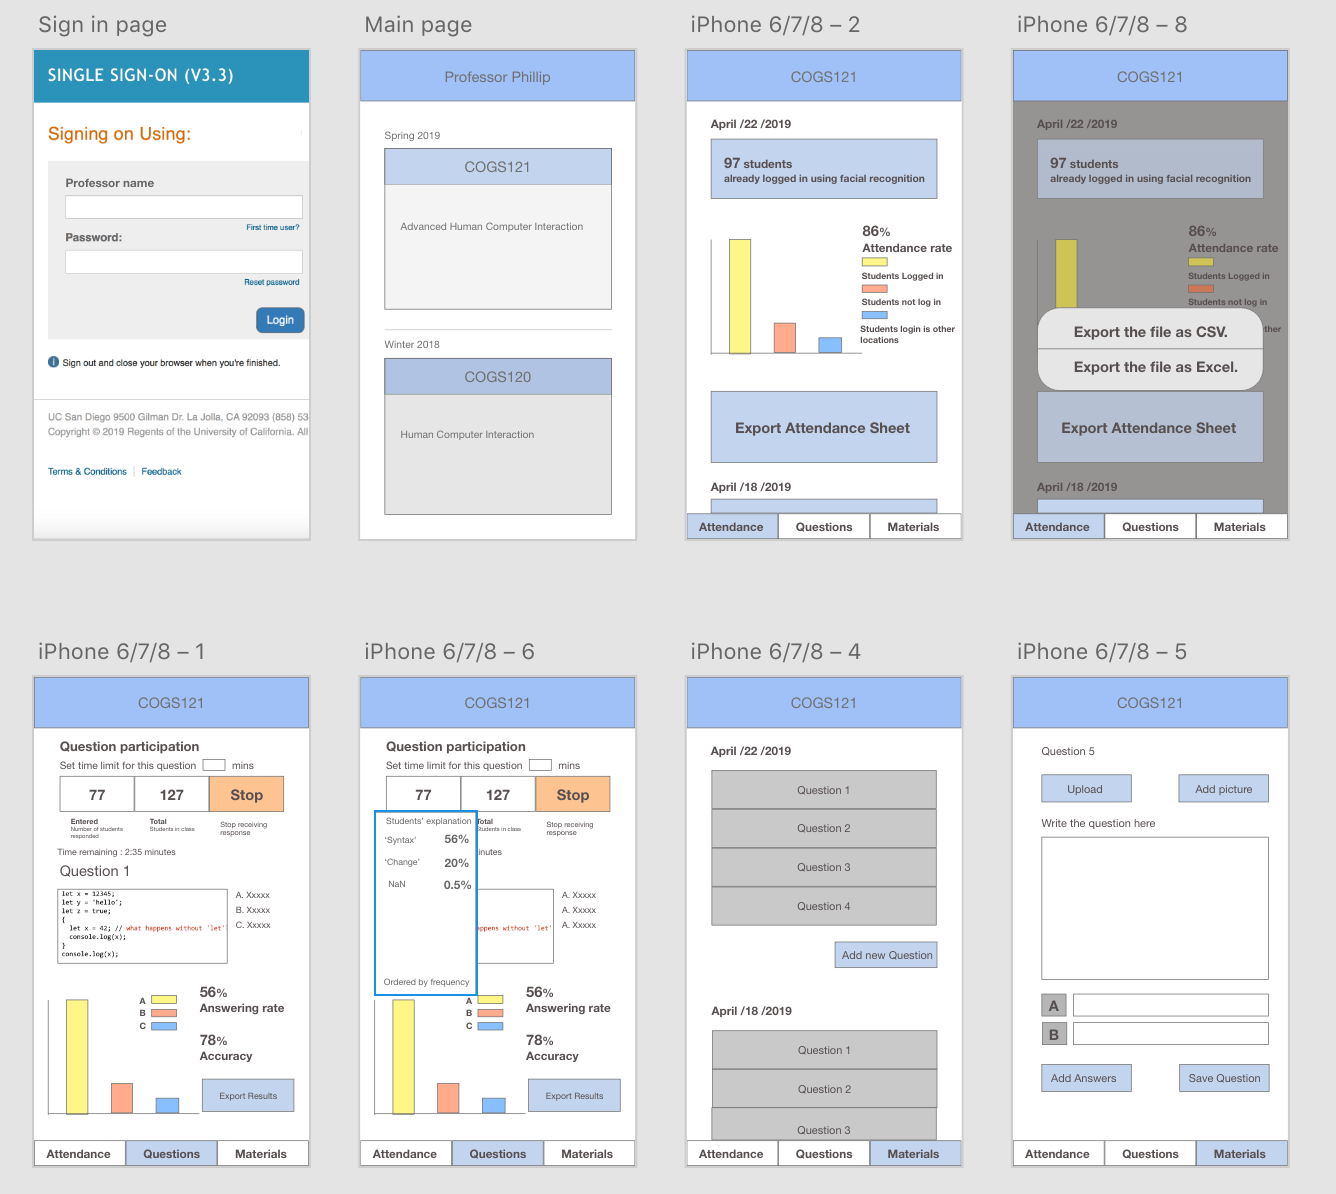 Sign in page
SINGLE SIGN-ON (V3.3)
Signing on Using:
Professor name
First time user?
Password:
Reset password
Login
Sign out and close your browser when you're finished.
UC San Diego 9500 Gilman Dr. La Jolla, CA 92093 (858) 53
Copyright © 2019 Regents of the University of California. All
Terms & Conditions
Feedback
Main page
Professor Phillip
Spring 2019
COGS121
Advanced Human Computer Interaction
Winter 2018
COGS120
Human Computer Interaction
iPhone 6/7/8 – 2
COGS121
April /22 /2019
97 students
already logged in using facial recognition
86%
Attendance rate
Students Logged in
Students not log in
Students login is other
locations
Export Attendance Sheet
April /18 /2019
Attendance
Questions
Materials
iPhone 6/7/8 – 8
COGS121
April /22 /2019
97 students
already logged in using facial recognition
86%
Attendance rate
Students Logged in
Students not log in
ther
Export the file as CSV.
Export the file as Excel.
Export Attendance Sheet
April /18 /2019
Attendance
Questions
Materials
iPhone 6/7/8 – 1
COGS121
Question participation
Set time limit for this question mins
77
127
Stop
Entered
Number of students
responded
Total
Students in class
Stop receiving
response
Time remaining : 2:35 minutes
Question 1
let x = 12345;
let y = 'hello';
let z = true;
{
let x = 42; // what happens without 'let'
console.log(x);
}
console.log(x);
A. Xxxxx
B. Xxxxx
C. Xxxxx
A
B
C
56%
Answering rate
78%
Accuracy
Export Results
Attendance
Questions
Materials
iPhone 6/7/8 – 6
COGS121
Question participation
Set time limit for this question mins
77
127
Stop
Total
Students in class
Stop receiving
response
Students' explanation
'Syntax' 56%
'Change' 20%
NaN 0.5%
Ordered by frequency
nutes
ppens without 'let'
A. Xxxxx
A. Xxxxx
A. Xxxxx
A
B
C
56%
Answering rate
78%
Accuracy
Export Results
Attendance
Questions
Materials
iPhone 6/7/8 – 4
COGS121
April /22 /2019
Question 1
Question 2
Question 3
Question 4
Add new Question
April /18 /2019
Question 1
Question 2
Question 3
Attendance
Questions
Materials
iPhone 6/7/8 – 5
COGS121
Question 5
Upload
Add picture
Write the question here
A
B
Add Answers
Save Question
Attendance
Questions
Materials